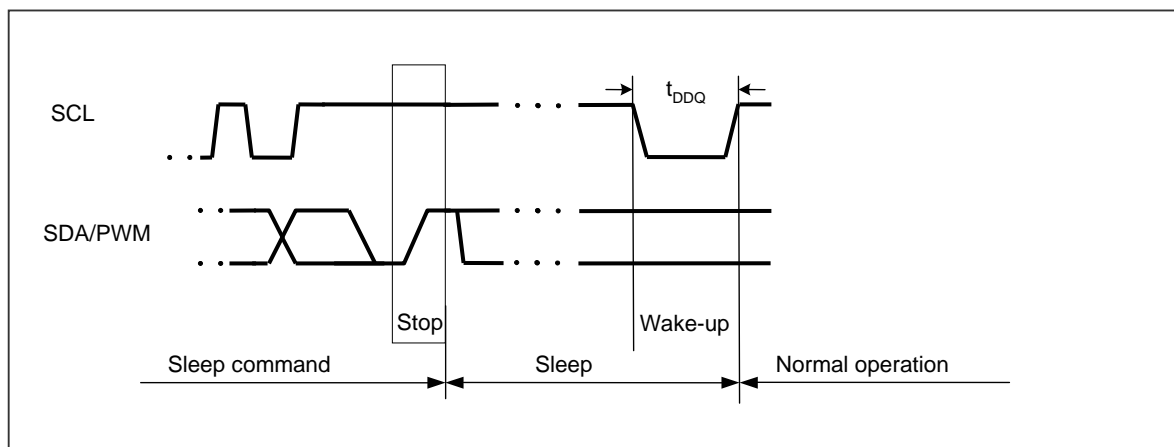 t_DDQ
SCL
SDA/PWM
Stop
Wake-up
Sleep command
Sleep
Normal operation